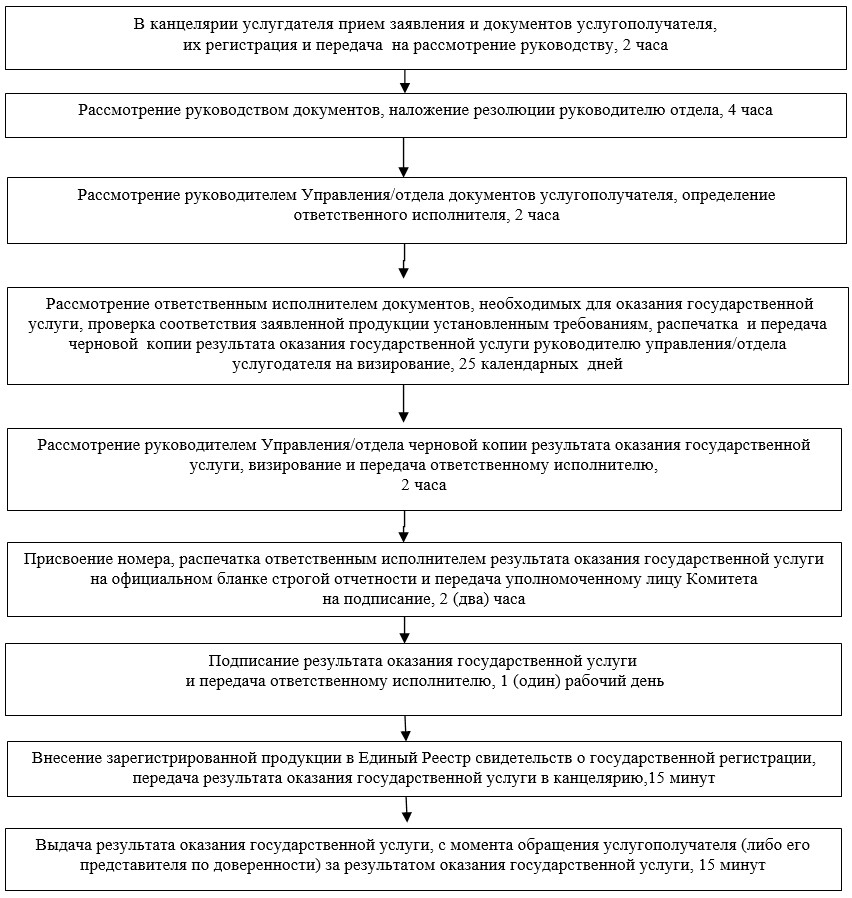 В канцелярии услугдателя прием заявления и документов услугополучателя,
их регистрация и передача на рассмотрение руководству, 2 часа
Рассмотрение руководством документов, наложение резолюции руководителю отдела, 4 часа
Рассмотрение руководителем Управления/отдела документов услугополучателя, определение
ответственного исполнителя, 2 часа
Рассмотрение ответственным исполнителем документов, необходимых для оказания государственной
услуги, проверка соответствия заявленной продукции установленным требованиям, распечатка и передача
черновой копии результата оказания государственной услуги руководителю управления/отдела
услугодателя на визирование, 25 календарных дней
Рассмотрение руководителем Управления/отдела черновой копии результата оказания государственной
услуги, визирование и передача ответственному исполнителю,
2 часа
Присвоение номера, распечатка ответственным исполнителем результата оказания государственной услуги
на официальном бланке строгой отчетности и передача уполномоченному лицу Комитета
на подписание, 2 (два) часа
Подписание результата оказания государственной услуги
и передача ответственному исполнителю, 1 (один) рабочий день
Внесение зарегистрированной продукции в Единый Реестр свидетельств о государственной регистрации,
передача результата оказания государственной услуги в канцелярию,15 минут
Выдача результата оказания государственной услуги, с момента обращения услугополучателя (либо его
представителя по доверенности) за результатом оказания государственной услуги, 15 минут